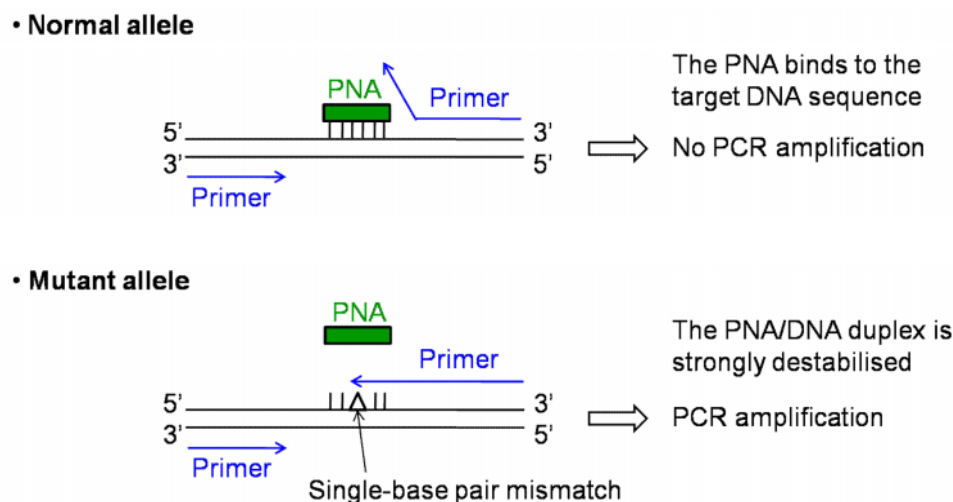 • Normal allele
PNA
Primer
The PNA binds to the
target DNA sequence
5’
3’
3’
5’
No PCR amplification
Primer
• Mutant allele
PNA
Primer
The PNA/DNA duplex is
strongly destabilised
5’
3’
3’
5’
PCR amplification
Primer
Single-base pair mismatch